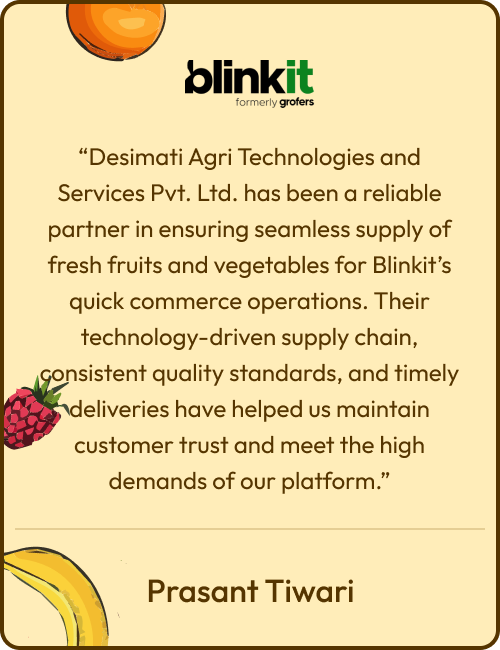 blinkit
formerly grofers
“Desimati Agri Technologies and
Services Pvt. Ltd. has been a reliable
partner in ensuring seamless supply of
fresh fruits and vegetables for Blinkit’s
quick commerce operations. Their
technology-driven supply chain,
consistent quality standards, and timely
deliveries have helped us maintain
customer trust and meet the high
demands of our platform.”
Prasant Tiwari